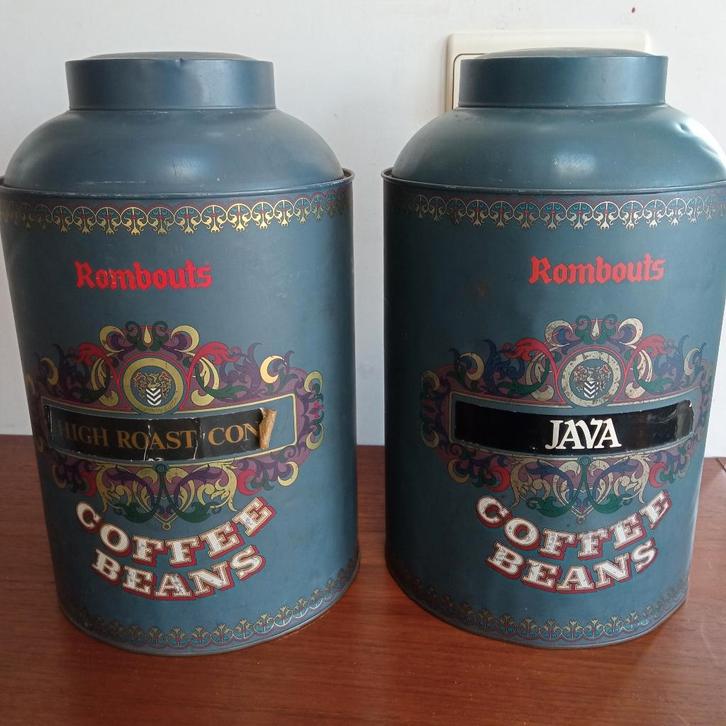 Rombouts
HIGH ROAST CON
COFFEE
BEANS
Rombouts
JAVA
COFFEE
BEANS